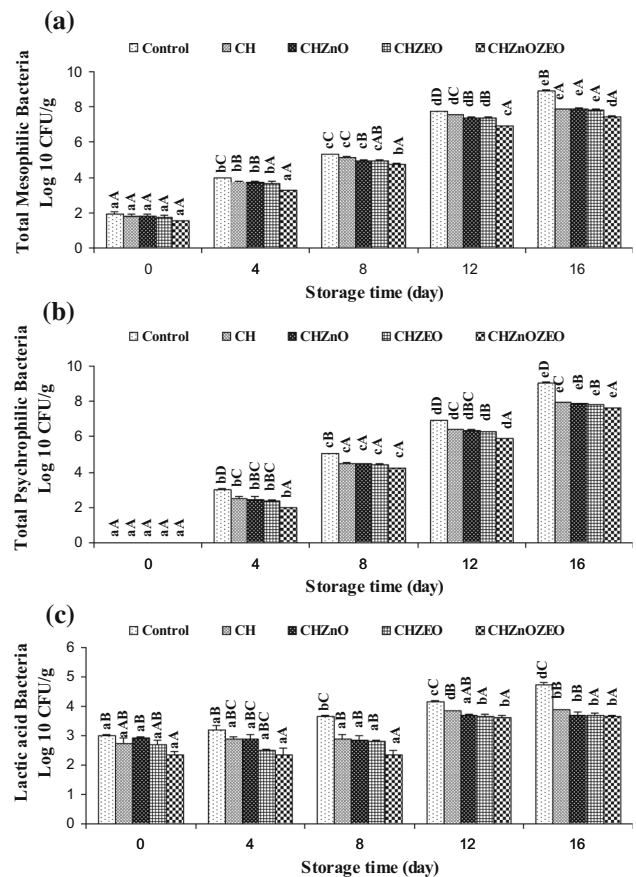 (a)
Control CH CHZnO CHZEO CHZnOZEO
Total Mesophilic Bacteria
Log 10 CFU/g
10
8
6
4
2
0
aA aA aA aA aA
bC bB bB bA aA
cC cC cB cAB bA
dD dC dB dB cA
eB eA eA eA dA
0 4 8 12 16
Storage time (day)
(b)
Control CH CHZnO CHZEO CHZnOZEO
Total Psychrophilic Bacteria
Log 10 CFU/g
10
8
6
4
2
0
aA aA aA aA aA
bD bC bBC bBC bA
cB cA cA cA cA
dD dC dBC dB dA
eD eC eB eB eA
0 4 8 12 16
Storage time (day)
(c)
Control CH CHZnO CHZEO CHZnOZEO
Lactic acid Bacteria
Log 10 CFU/g
6
5
4
3
2
1
0
aB aAB aB aAB aA
aB aBC aBC aBC aA
bC aB aB aB aA
cC dB aAB bA bA
dC bB bB bA bA
0 4 8 12 16
Storage time (day)